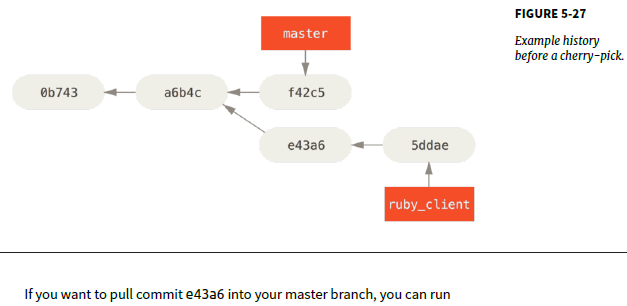 FIGURE 5-27
Example history
before a cherry-pick.
master
0b743
a6b4c
f42c5
e43a6
5ddae
ruby_client
If you want to pull commit e43a6 into your master branch, you can run